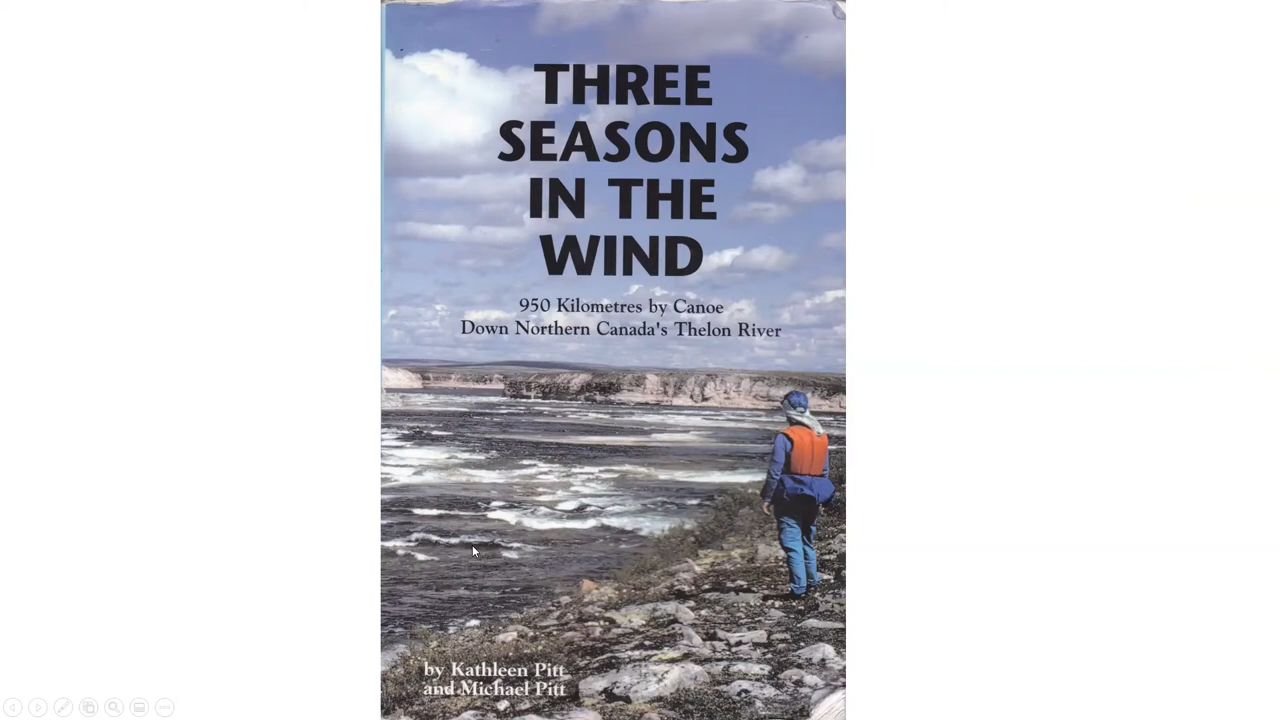 THREE
SEASONS
IN THE
WIND
950 Kilometres by Canoe
Down Northern Canada's Thelon River
by Kathleen Pitt
and Michael Pitt